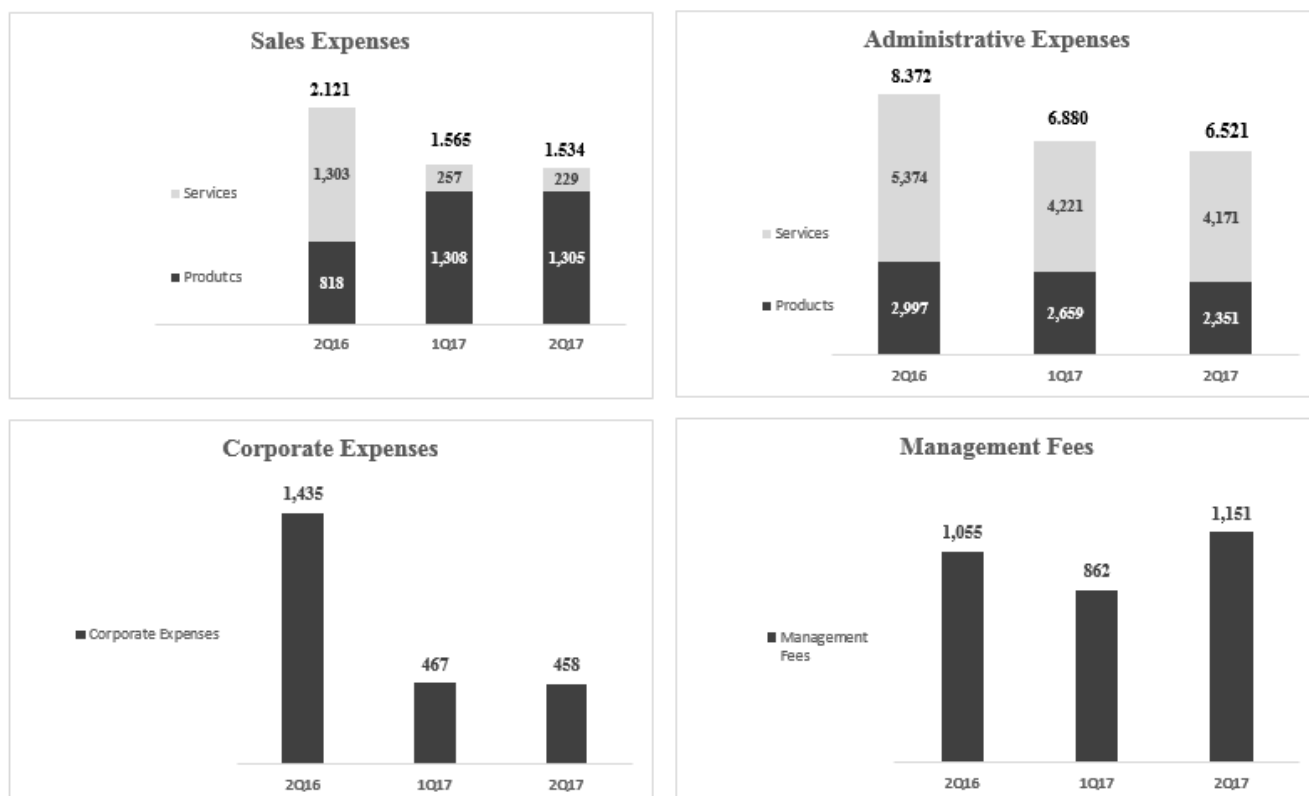 Sales Expenses
2.121
1.565
1.534
1,303
257
229
Services
1,308
1,305
Produtcs
818
2Q16
1Q17
2Q17
Administrative Expenses
8.372
6.880
6.521
5,374
4,221
4,171
Services
Products
2,997
2,659
2,351
2Q16
1Q17
2Q17
Corporate Expenses
1,435
Corporate Expenses
467
458
2Q16
1Q17
2Q17
Management Fees
1,055
862
1,151
Management
Fees
2Q16
1Q17
2Q17